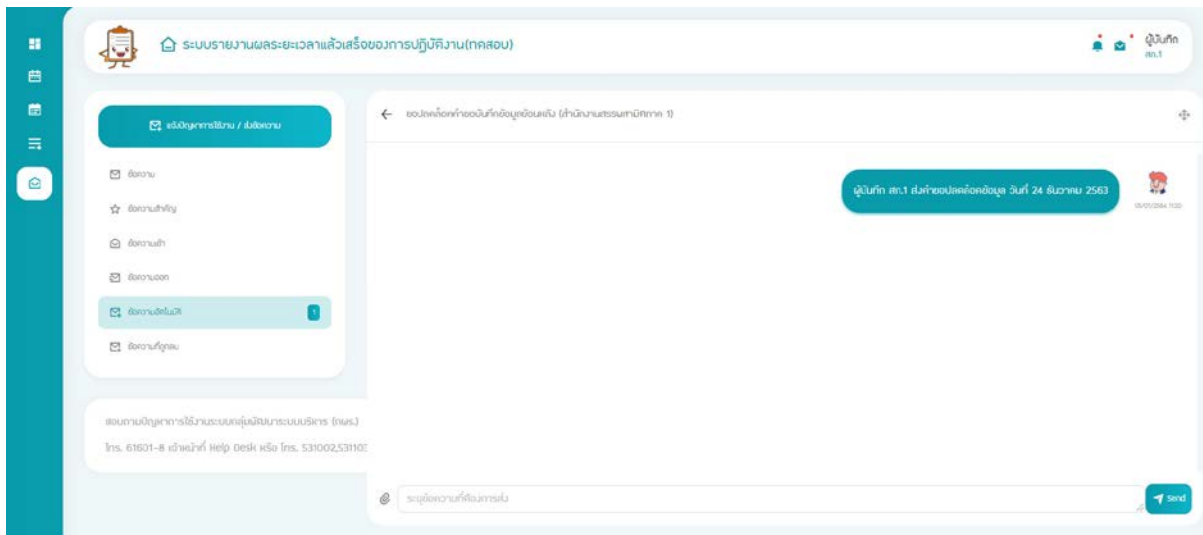 ระบบรายงานผลระยะเวลาแล้วเสร็จของการปฏิบัติงาน(ทดสอบ)
ผู้บันทึก
สท.1
แจ้งปัญหาการใช้งาน / ส่งข้อความ
ข้อความ
ข้อความสำคัญ
ข้อความเข้า
ข้อความออก
ข้อความอัตโนมัติ
1
ข้อความที่ถูกลบ
สอบถามปัญหาการใช้งานระบบกลุ่มพัฒนาระบบบริหาร (กพร.)
โทร. 61601-8 เจ้าหน้าที่ Help Desk หรือ โทร. 531002,53110
ขอปลดล็อคคำขอบันทึกข้อมูลย้อนหลัง (สำนักงานสรรพสามิตภาค 1)
ผู้บันทึก สท.1 ส่งคำขอปลดล็อคข้อมูล วันที่ 24 ธันวาคม 2563
ระบุข้อความที่ต้องการส่ง
Send